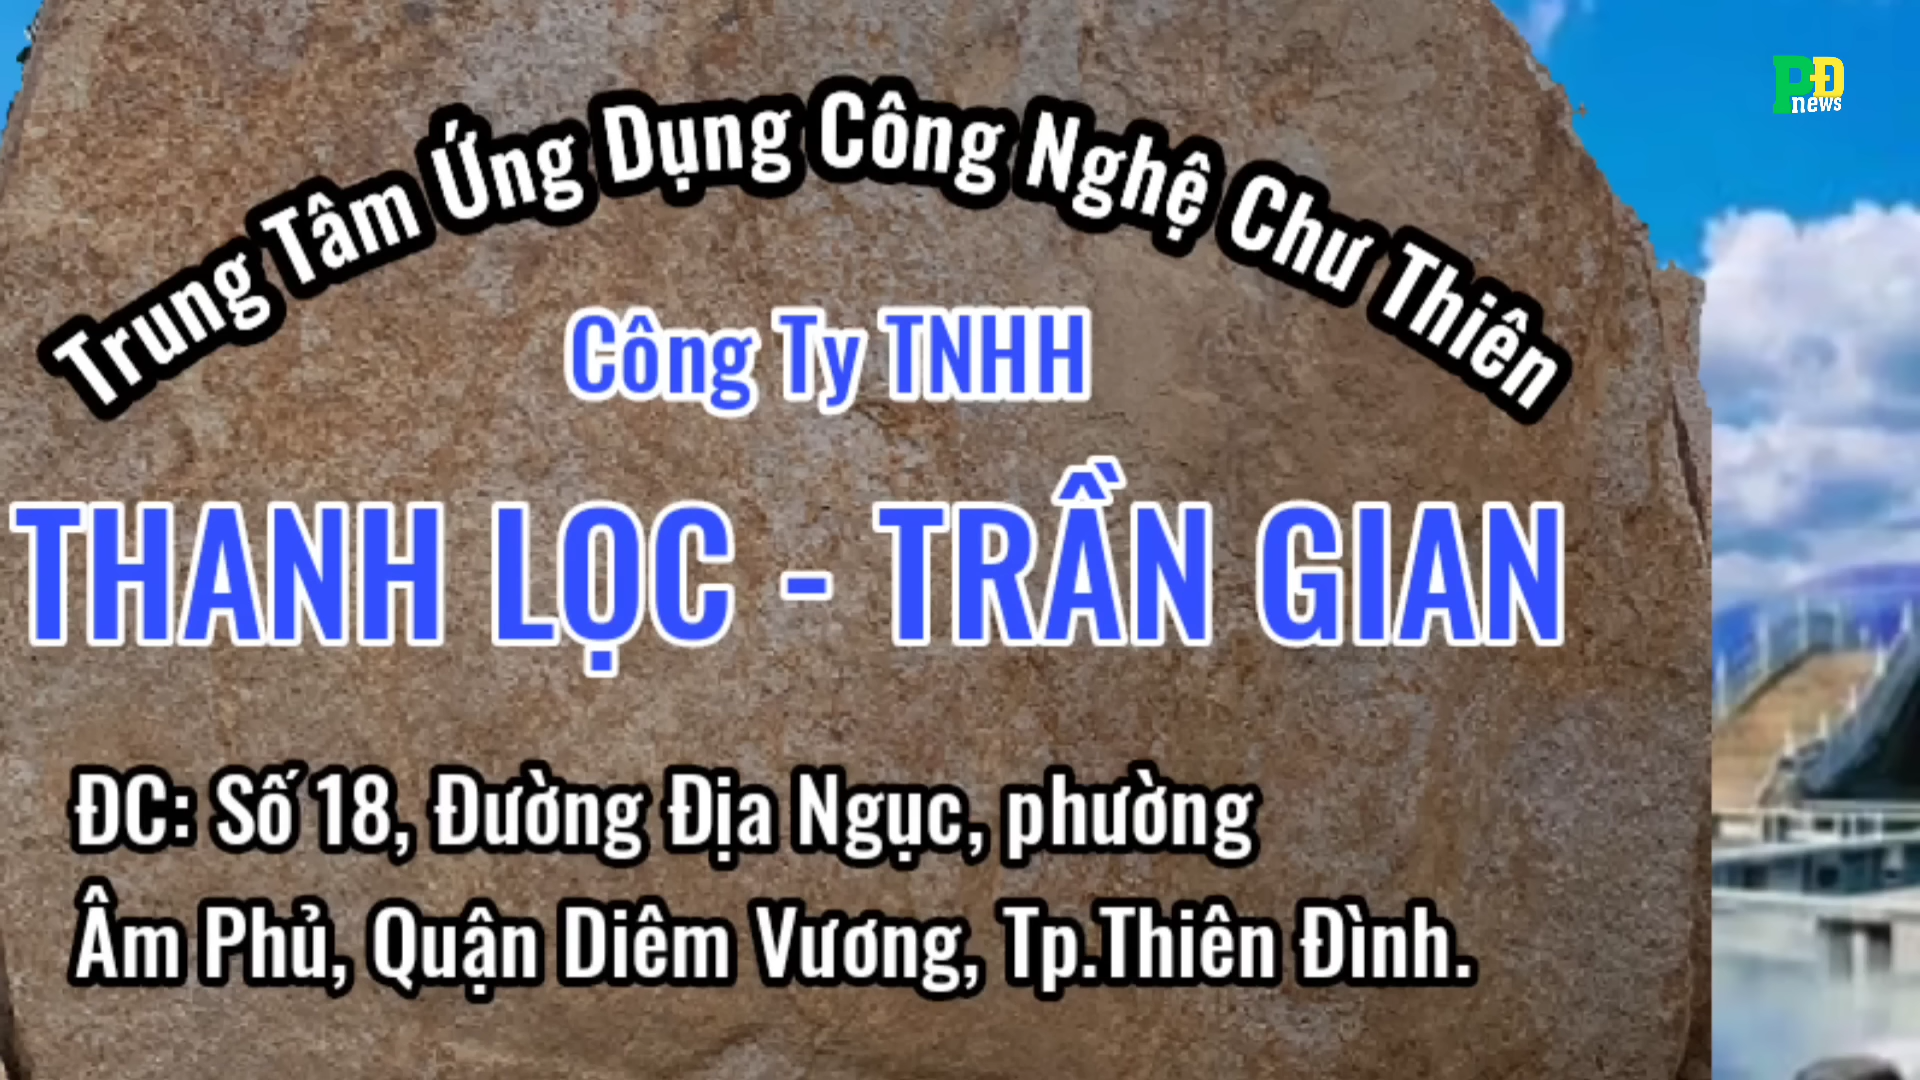 PĐ
news
Trung Tâm Ứng Dụng Công Nghệ Chư Thiên
Công Ty TNHH
THANH LỌC - TRẦN GIAN
ĐC: Số 18, Đường Địa Ngục, phường
Âm Phủ, Quận Diêm Vương, Tp.Thiên Đình.